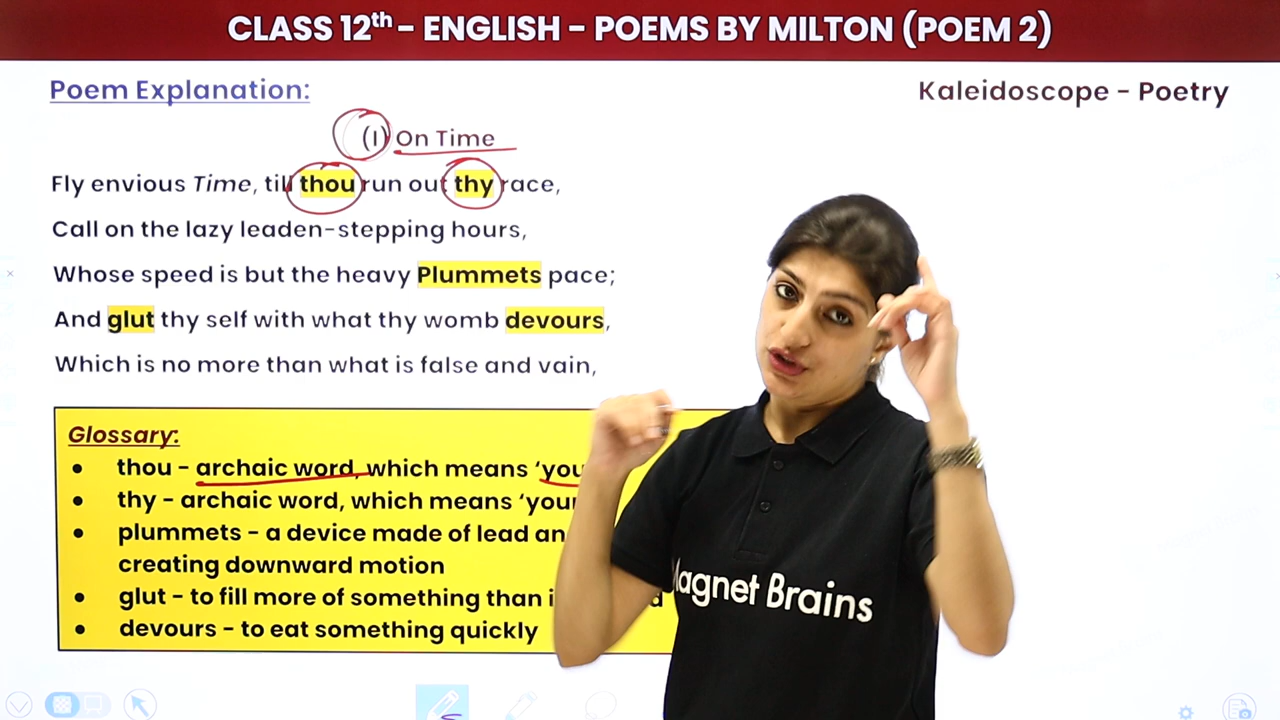 CLASS 12th - ENGLISH - POEMS BY MILTON (POEM 2)
Poem Explanation:
Kaleidoscope - Poetry
(I) On Time
Fly envious Time, till thou run out thy race,
Call on the lazy leaden-stepping hours,
Whose speed is but the heavy Plummets pace;
And glut thy self with what thy womb devours,
Which is no more than what is false and vain,
Glossary:
• thou - archaic word, which means ‘you
• thy - archaic word, which means ‘your
• plummets - a device made of lead an
creating downward motion
• glut - to fill more of something than i
• devours - to eat something quickly
Magnet Brains